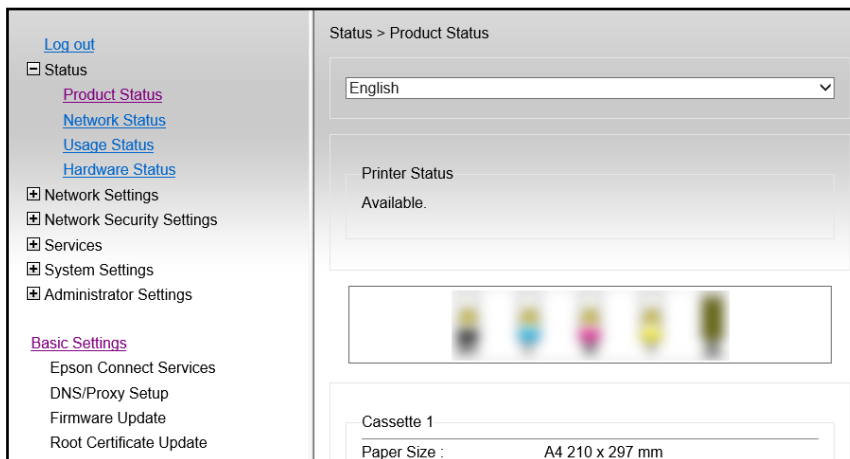 Log out
Status
Product Status
Network Status
Usage Status
Hardware Status
Network Settings
Network Security Settings
Services
System Settings
Administrator Settings
Basic Settings
Epson Connect Services
DNS/Proxy Setup
Firmware Update
Root Certificate Update
Status > Product Status
English
Printer Status
Available.
Cassette 1
Paper Size : A4 210 x 297 mm